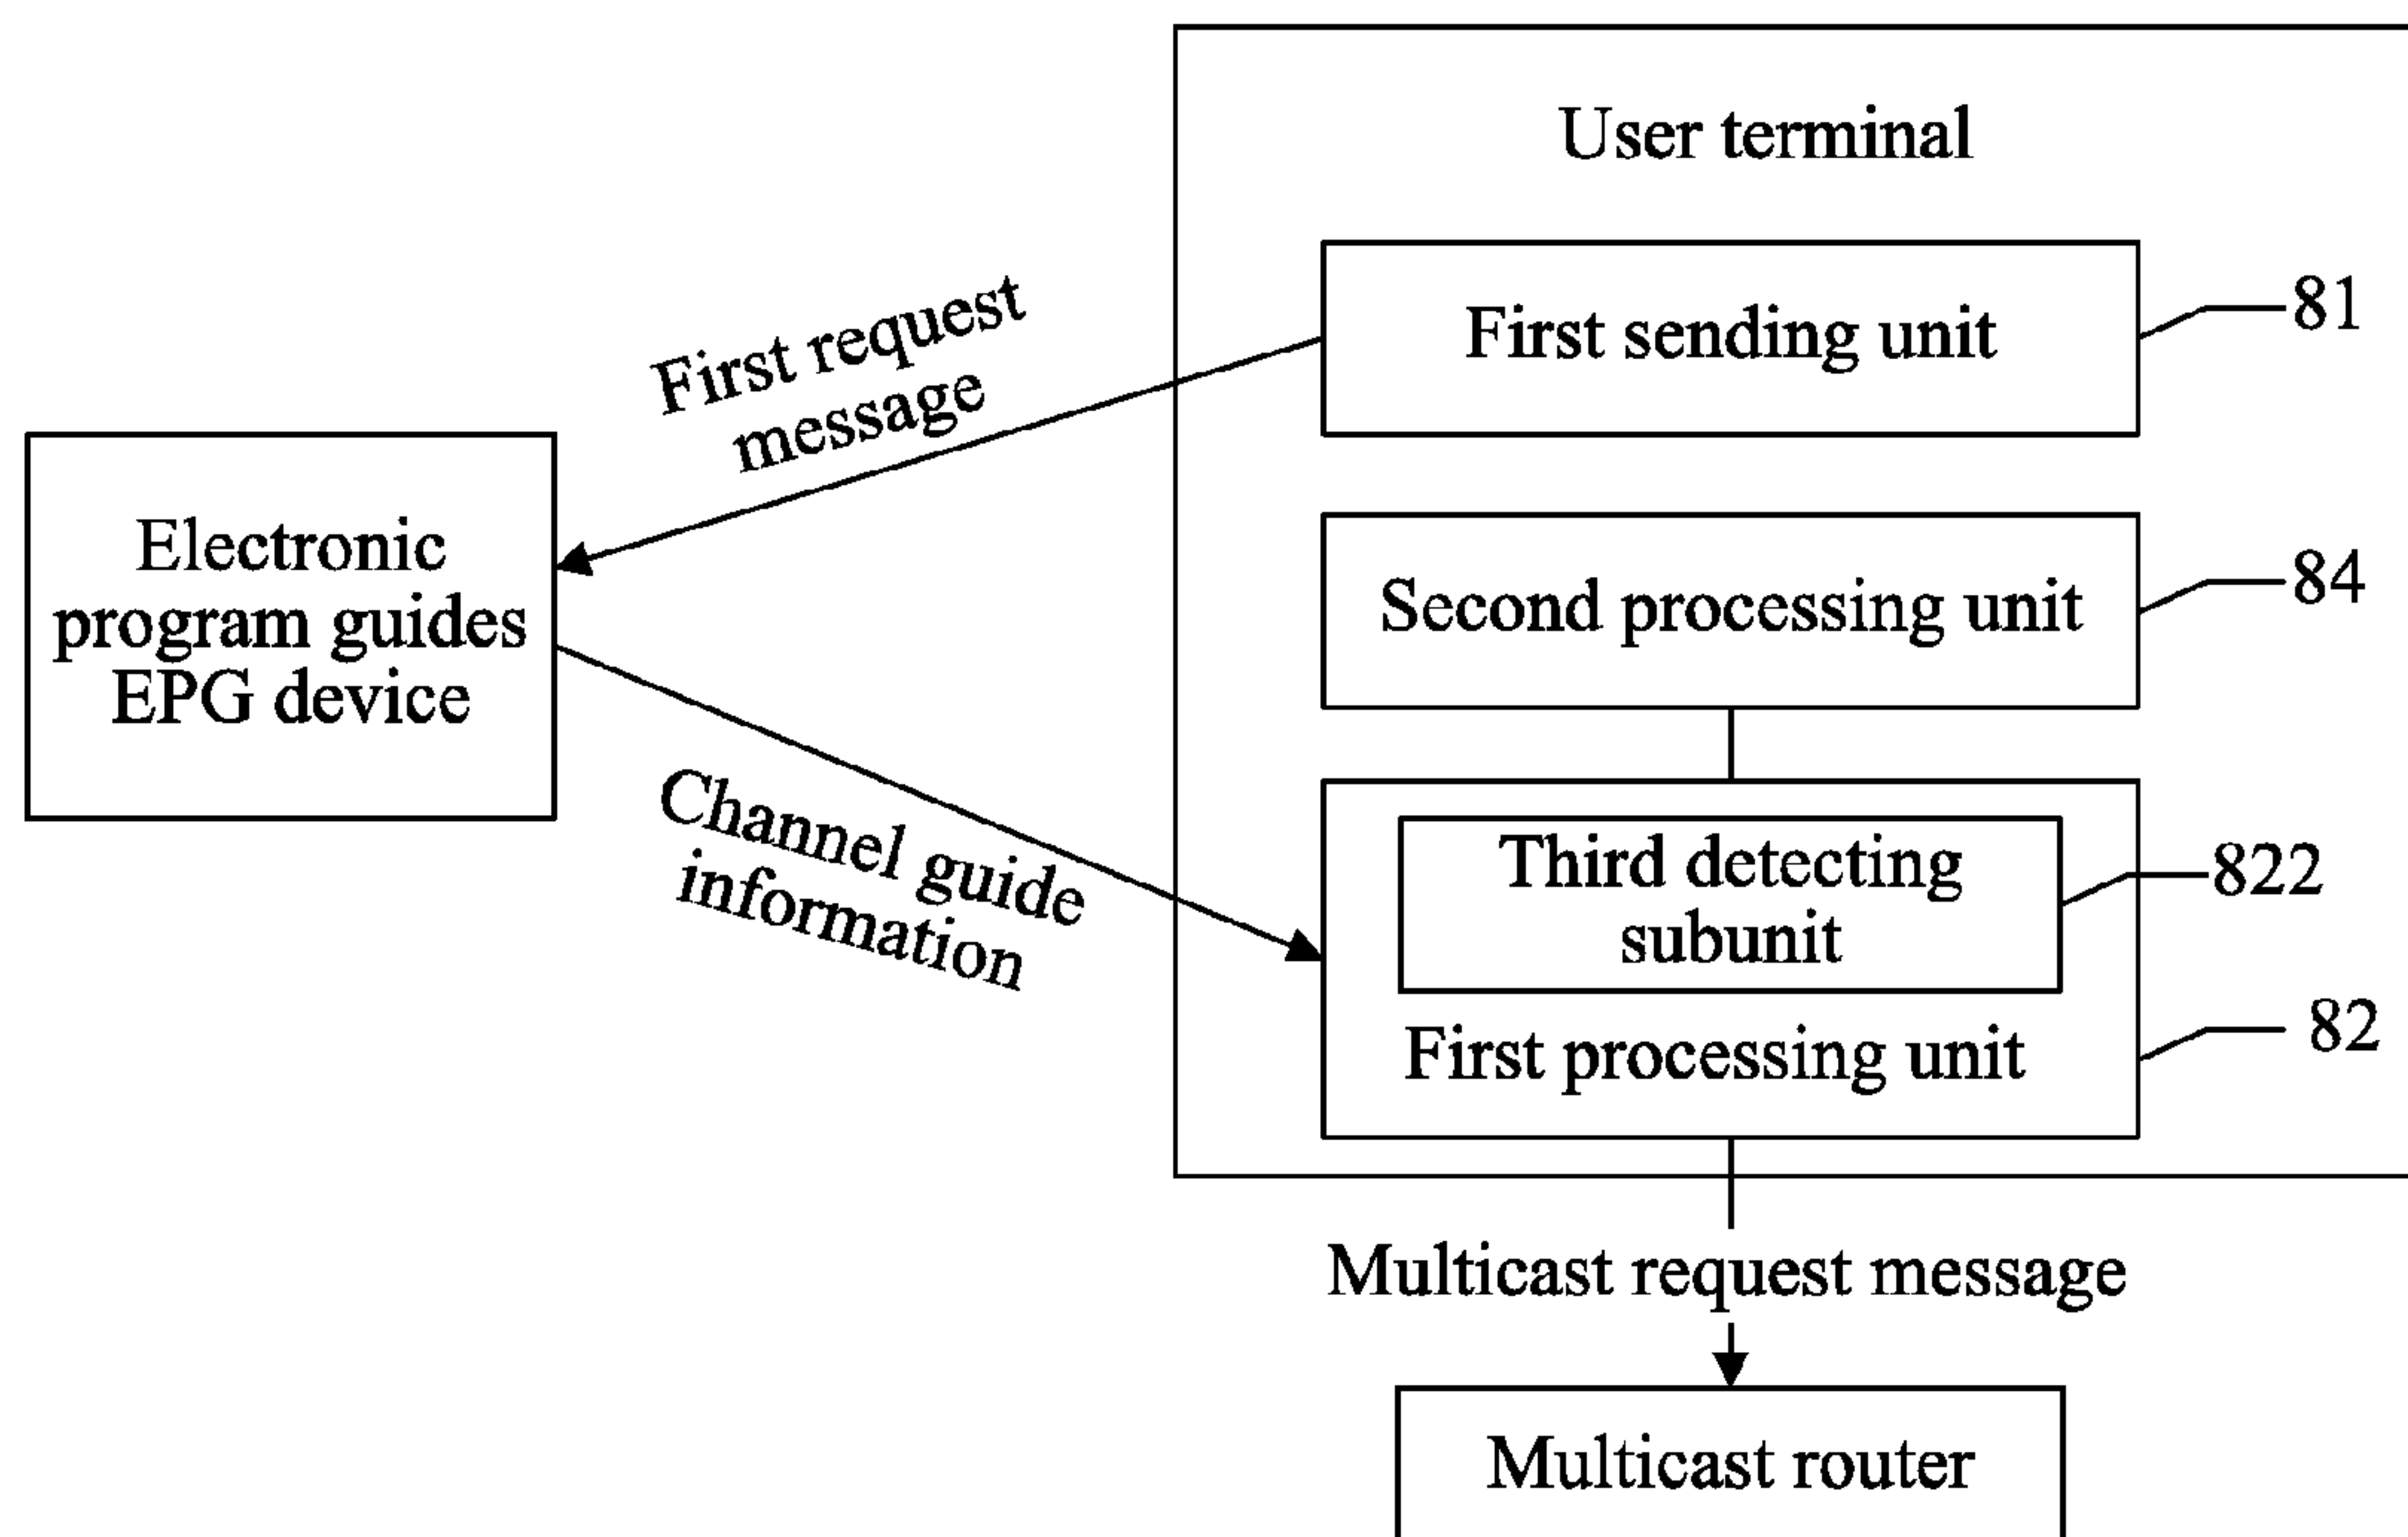 User terminal
First sending unit
81
First request
message
Electronic
program guides
EPG device
Second processing unit
84
Channel guide
information
Third detecting
subunit
822
First processing unit
82
Multicast request message
Multicast router